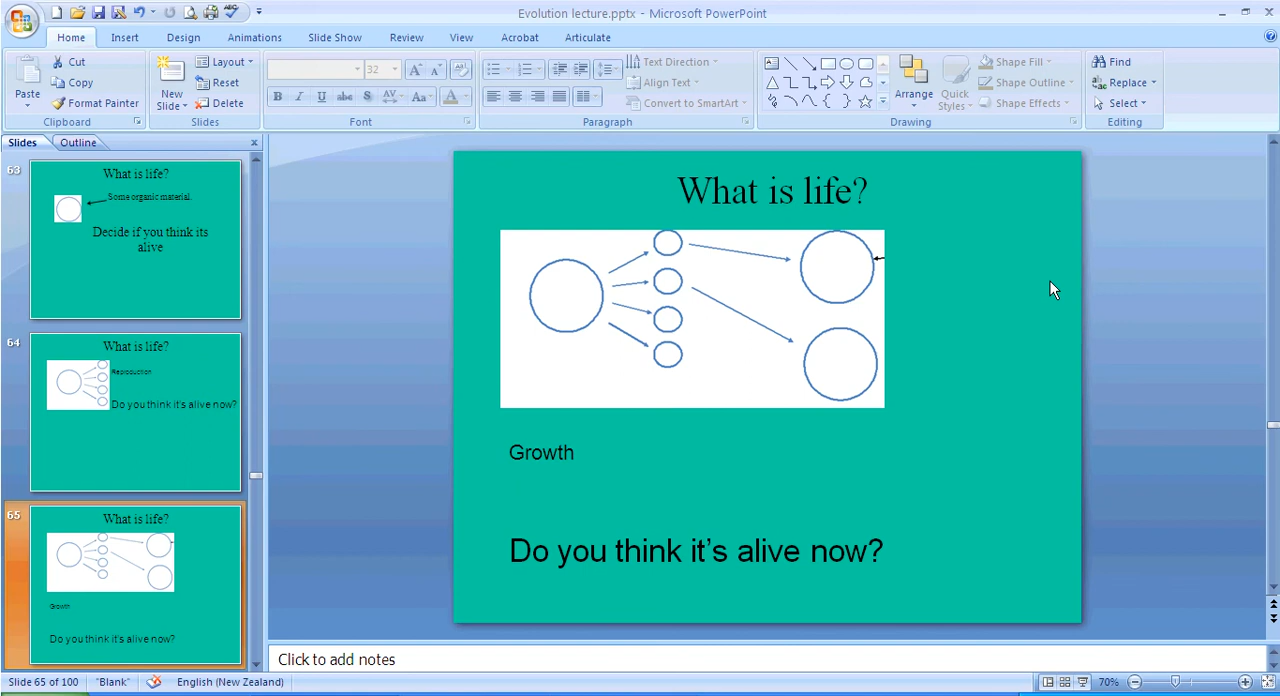 Evolution lecture.pptx - Microsoft PowerPoint
Home Insert Design Animations Slide Show Review View Acrobat Articulate
Paste
Cut
Copy
Format Painter
Clipboard
New
Slide
Layout
Reset
Delete
Slides
32
B I U abc S AV Aa A
Font
Text Direction
Align Text
Convert to SmartArt
Paragraph
Arrange
Quick
Styles
Shape Fill
Shape Outline
Shape Effects
Drawing
Find
Replace
Select
Editing
Slides Outline
63
What is life?
Some organic material.
Decide if you think its
alive
64
What is life?
Reproduction
Do you think it's alive now?
65
What is life?
Growth
Do you think it's alive now?
What is life?
Growth
Do you think it’s alive now?
Click to add notes
Slide 65 of 100 "Blank" English (New Zealand) 70%